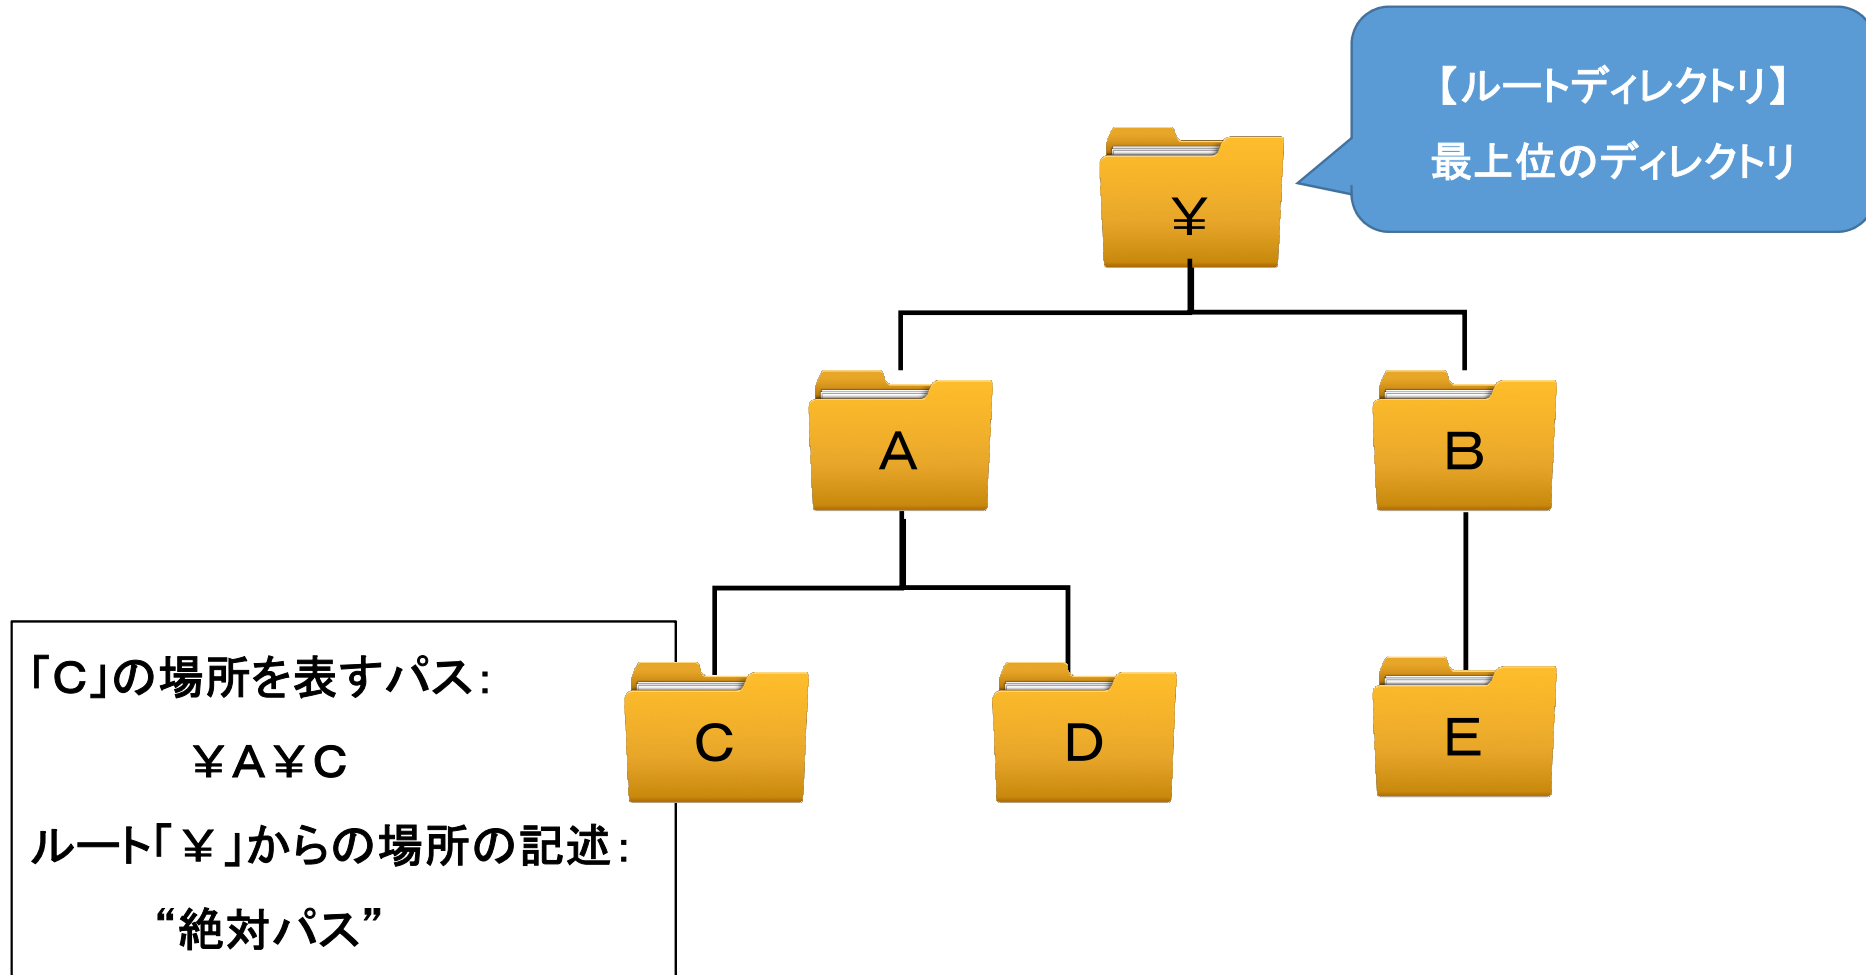 【ルートディレクトリ】
最上位のディレクトリ
￥
A
B
C
D
E
「C」の場所を表すパス：
￥A￥C
ルート「￥」からの場所の記述：
“絶対パス”